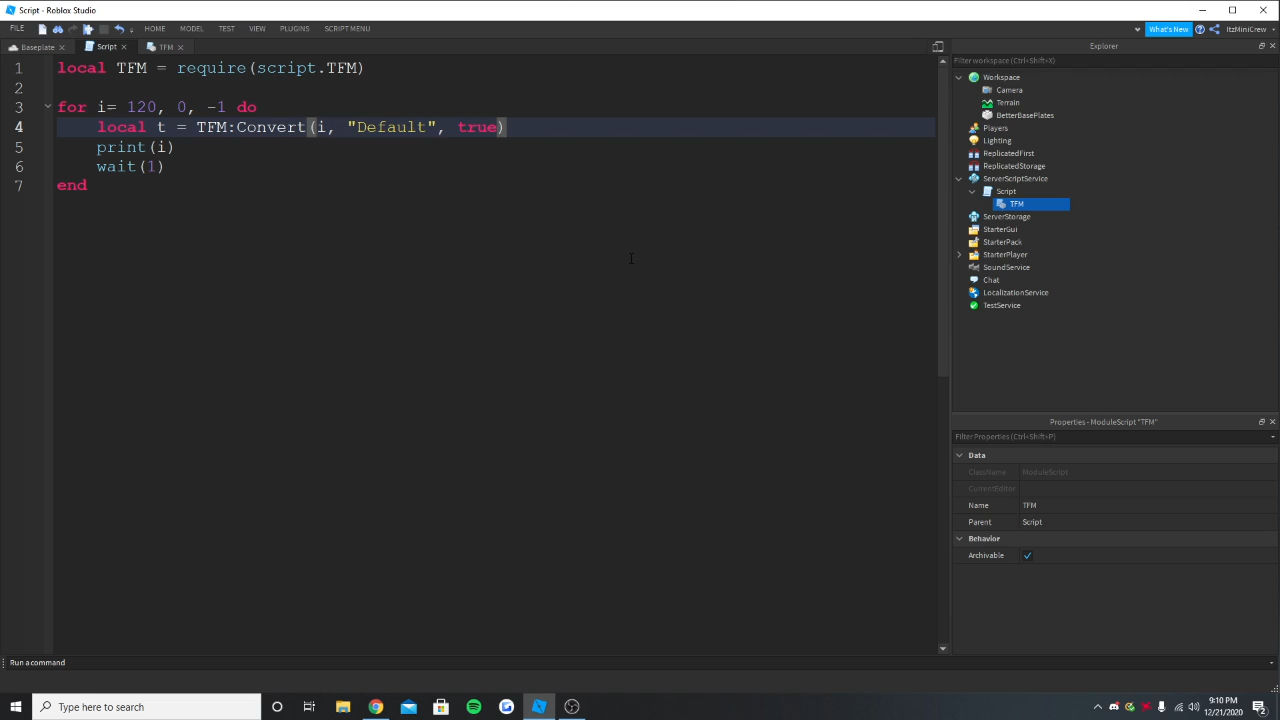 Script - Roblox Studio
FILE HOME MODEL TEST VIEW PLUGINS SCRIPT MENU What's New ItzMiniCrew
Baseplate Script TFM
1 local TFM = require(script.TFM)
2
3 for i= 120, 0, -1 do
4 local t = TFM:Convert(i, "Default", true)
5 print(i)
6 wait(1)
7 end
Explorer
Filter workspace (Ctrl+Shift+X)
Workspace
Camera
Terrain
BetterBasePlates
Players
Lighting
ReplicatedFirst
ReplicatedStorage
ServerScriptService
Script
TFM
ServerStorage
StarterGui
StarterPack
StarterPlayer
SoundService
Chat
LocalizationService
TestService
Properties - ModuleScript "TFM"
Filter Properties (Ctrl+Shift+P)
Data
ClassName ModuleScript
CurrentEditor
Name TFM
Parent Script
Behavior
Archivable
Run a command
Type here to search
9:10 PM
12/21/2020
2